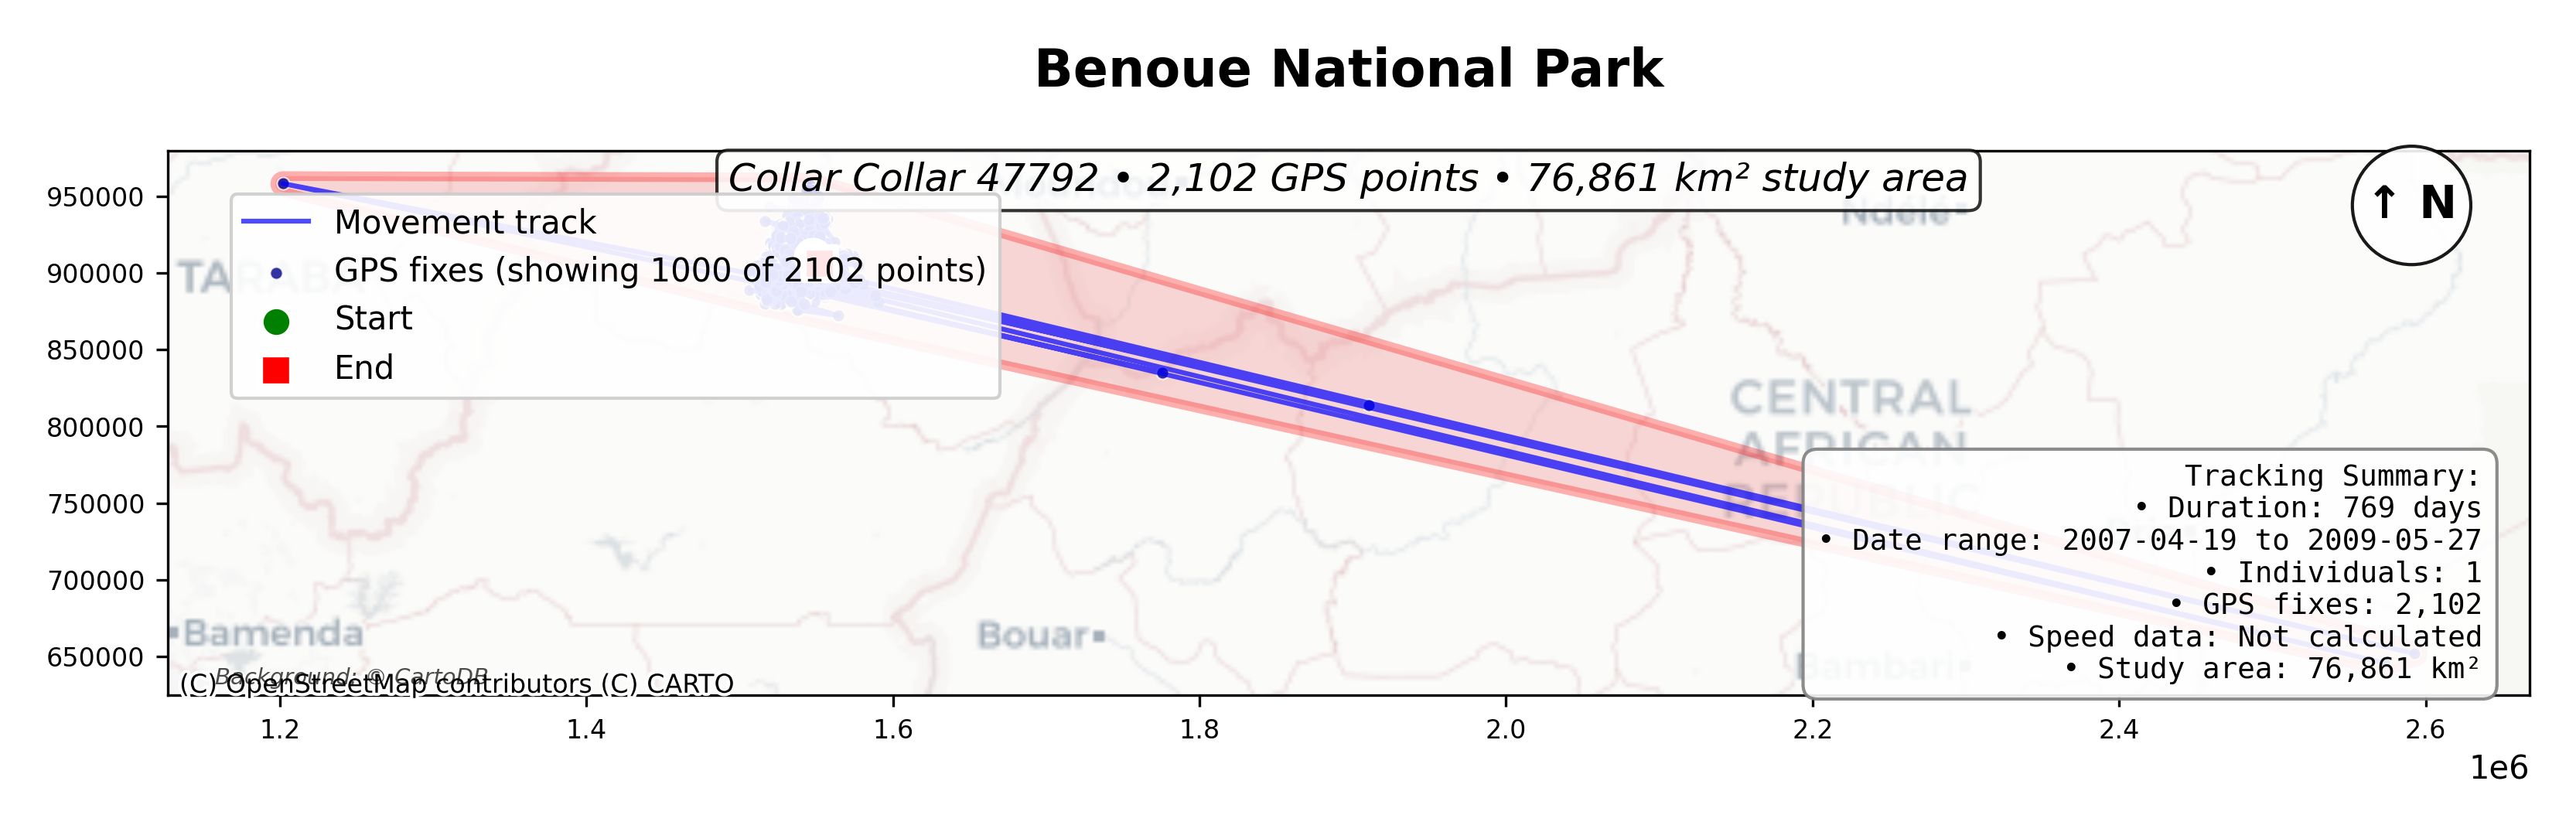 Benoue National Park
Collar Collar 47792 • 2,102 GPS points • 76,861 km² study area
↑ N
Movement track
GPS fixes (showing 1000 of 2102 points)
Start
End
Ndélé
TARABA
CENTRAL
AFRICAN
REPUBLIC
Tracking Summary:
• Duration: 769 days
• Date range: 2007-04-19 to 2009-05-27
• Individuals: 1
• GPS fixes: 2,102
• Speed data: Not calculated
• Study area: 76,861 km²
Bamenda
Bouar
Bambari
Background: © CartoDB
(C) OpenStreetMap contributors (C) CARTO
950000
900000
850000
800000
750000
700000
650000
1.2 1.4 1.6 1.8 2.0 2.2 2.4 2.6
1e6